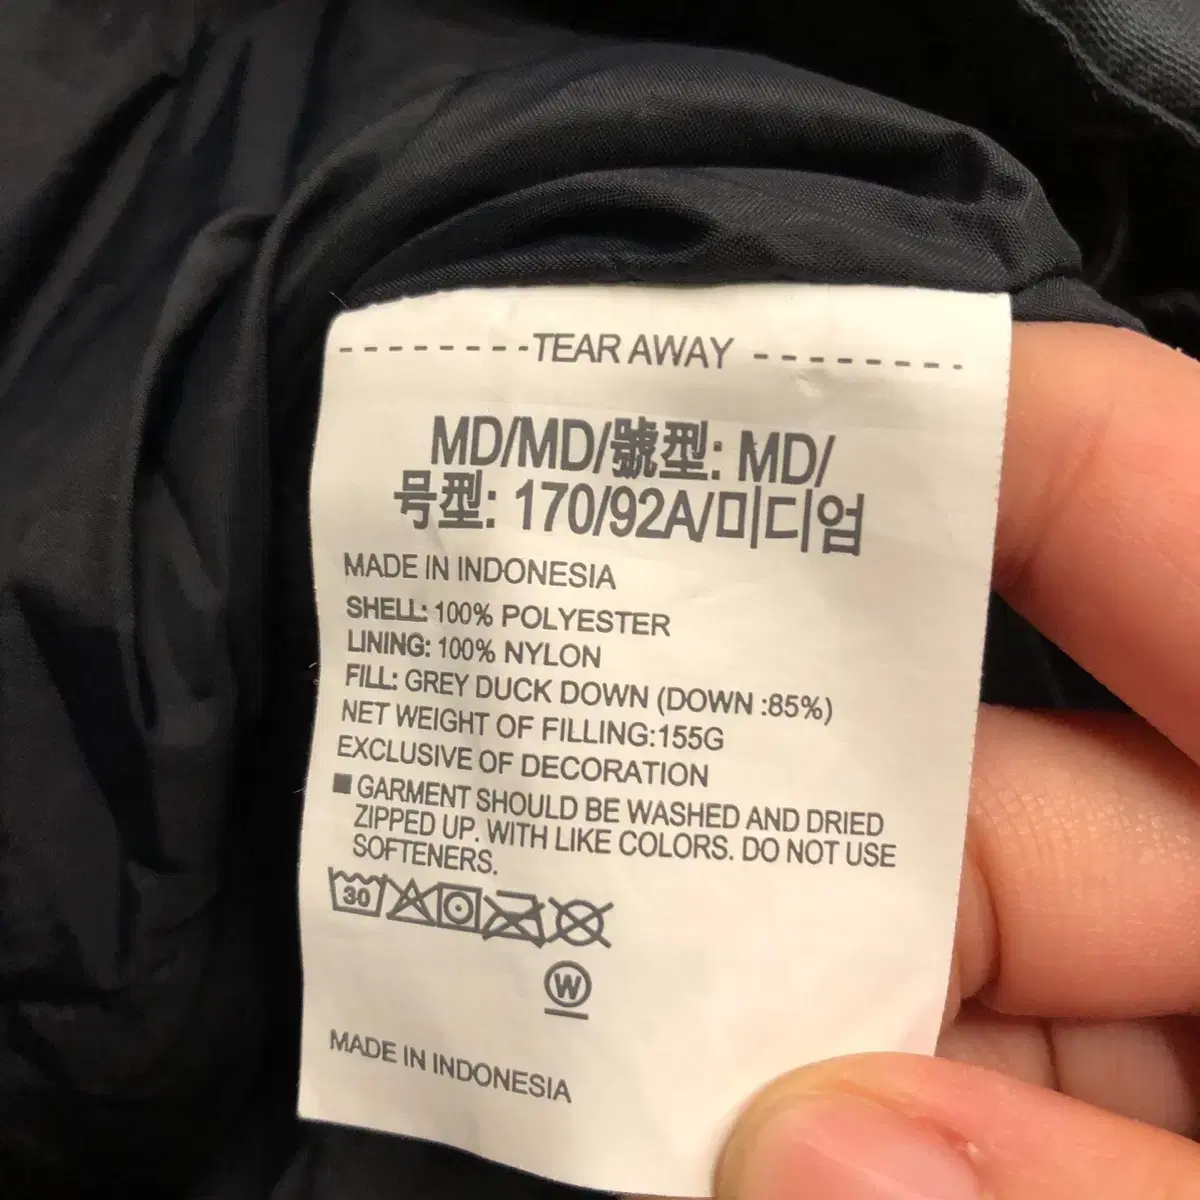 TEAR AWAY
MD/MD/號型: MD/
号型: 170/92A/미디엄
MADE IN INDONESIA
SHELL: 100% POLYESTER
LINING: 100% NYLON
FILL: GREY DUCK DOWN (DOWN :85%)
NET WEIGHT OF FILLING:155G
EXCLUSIVE OF DECORATION
■ GARMENT SHOULD BE WASHED AND DRIED
ZIPPED UP. WITH LIKE COLORS. DO NOT USE
SOFTENERS.
30
W
MADE IN INDONESIA